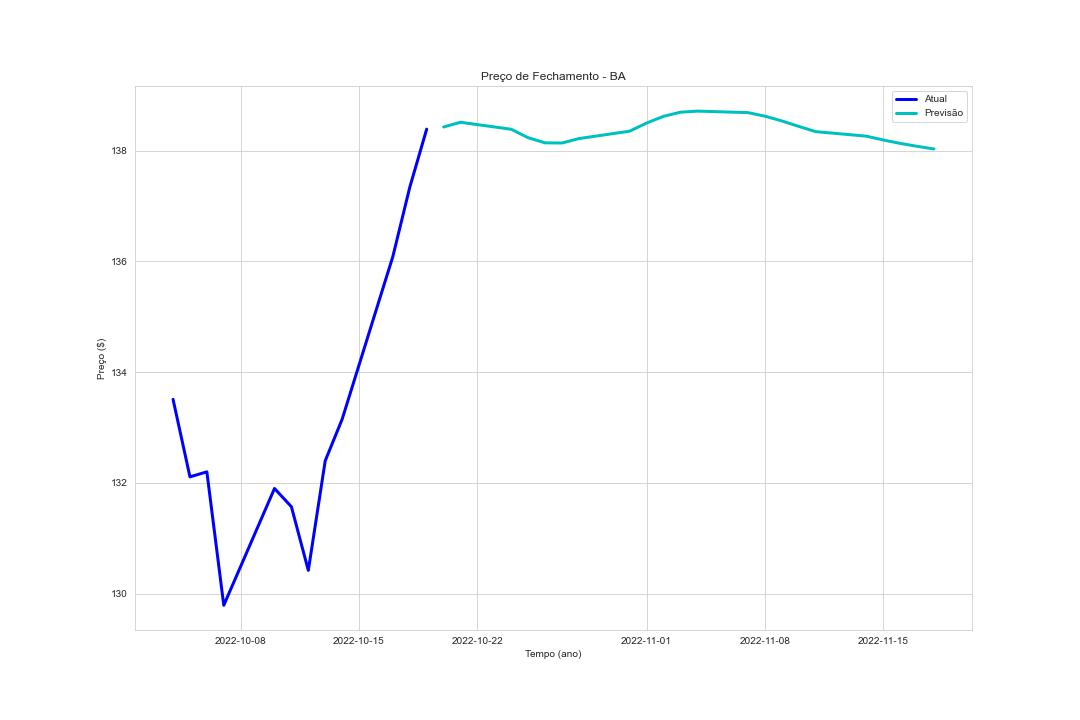 Preço de Fechamento - BA
Atual
Previsão
Preço ($)
138
136
134
132
130
2022-10-08
2022-10-15
2022-10-22
2022-11-01
2022-11-08
2022-11-15
Tempo (ano)